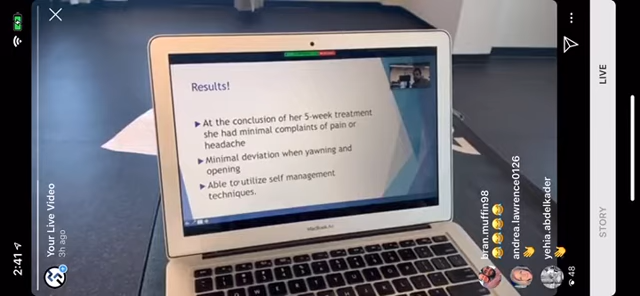 Results!
At the conclusion of her 5-week treatment
she had minimal complaints of pain or
headache
Minimal deviation when yawning and
opening
Able to utilize self management
techniques.
MacBook Air
2:41
Your Live Video
3h ago
bran.muffin98
andrea.lawrence0126
yehia.abdelkader
48
LIVE
STORY